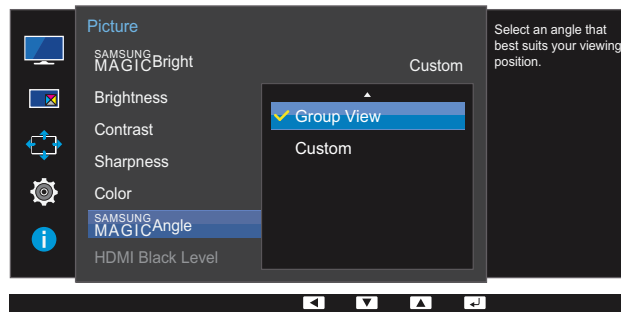 Picture
SAMSUNG
MAGICBright
Custom
Brightness
Contrast
Sharpness
Color
SAMSUNG
MAGICAngle
HDMI Black Level
Group View
Custom
Select an angle that
best suits your viewing
position.